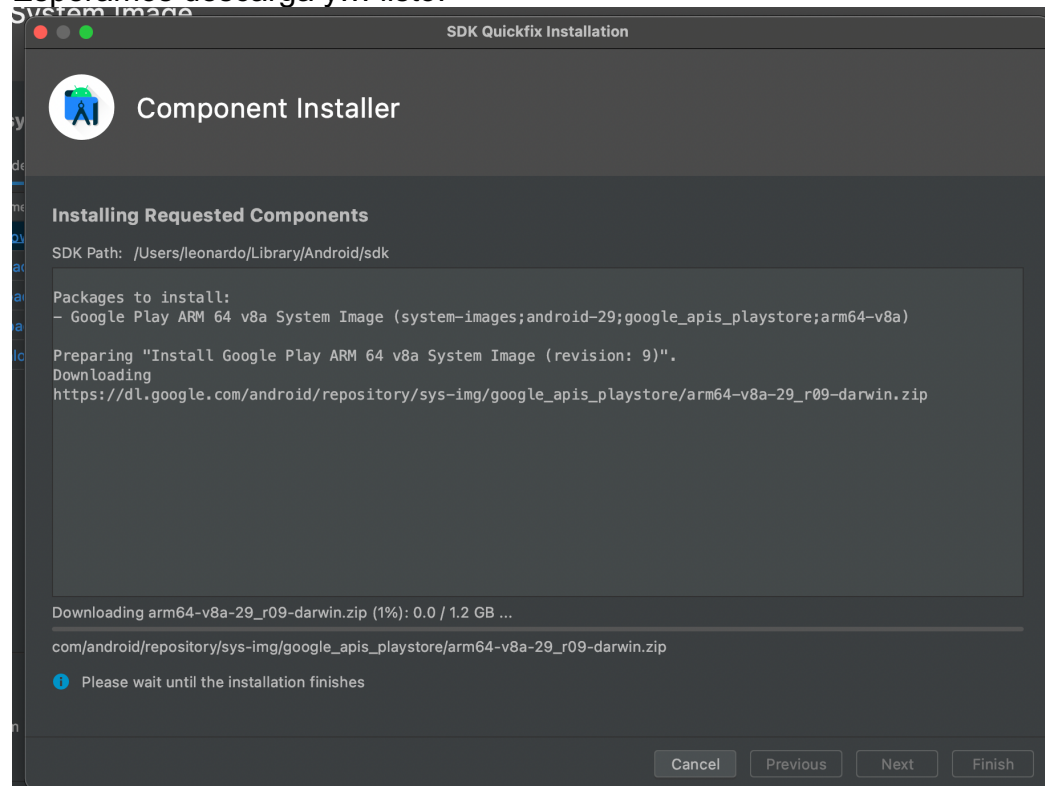 System Image
SDK Quickfix Installation
Component Installer
Installing Requested Components
SDK Path: /Users/leonardo/Library/Android/sdk
Packages to install:
- Google Play ARM 64 v8a System Image (system-images;android-29;google_apis_playstore;arm64-v8a)
Preparing "Install Google Play ARM 64 v8a System Image (revision: 9)".
Downloading
https://dl.google.com/android/repository/sys-img/google_apis_playstore/arm64-v8a-29_r09-darwin.zip
Downloading arm64-v8a-29_r09-darwin.zip (1%): 0.0 / 1.2 GB ...
com/android/repository/sys-img/google_apis_playstore/arm64-v8a-29_r09-darwin.zip
Please wait until the installation finishes
Cancel Previous Next Finish